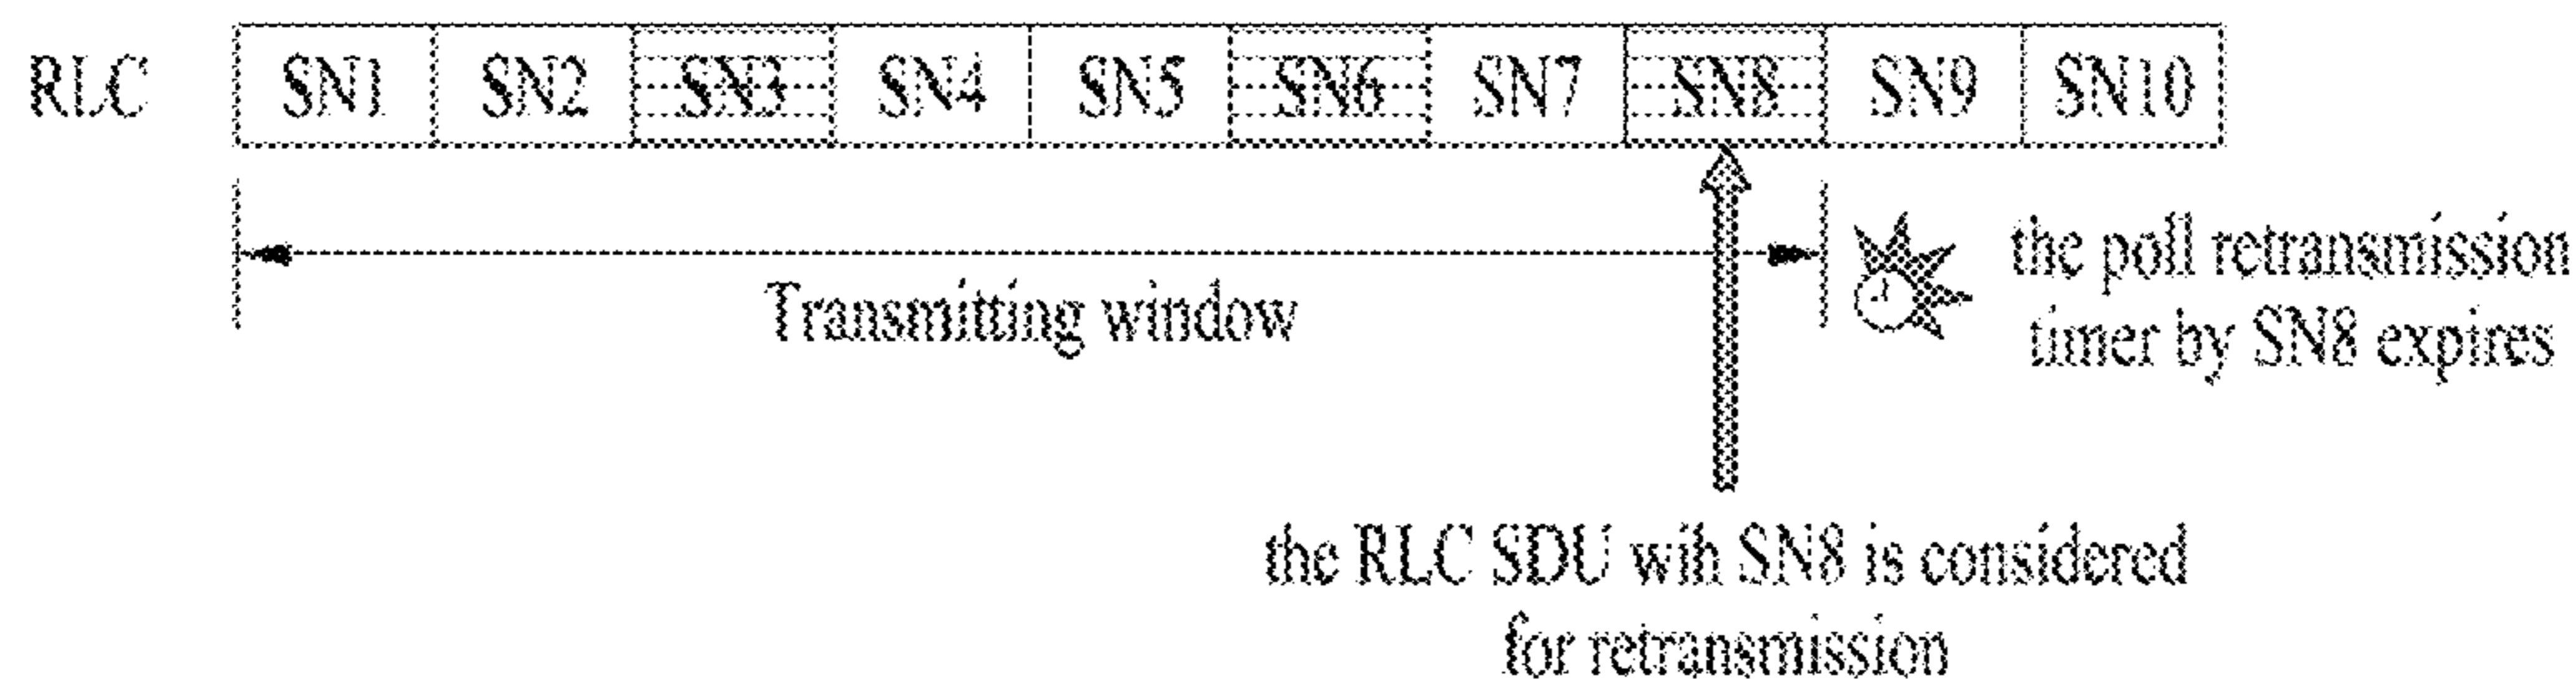 RLC SN1 SN2 SN3 SN4 SN5 SN6 SN7 SN8 SN9 SN10
the poll retransmission
timer by SN8 expires
Transmitting window
the RLC SDU wih SN8 is considered
for retransmission